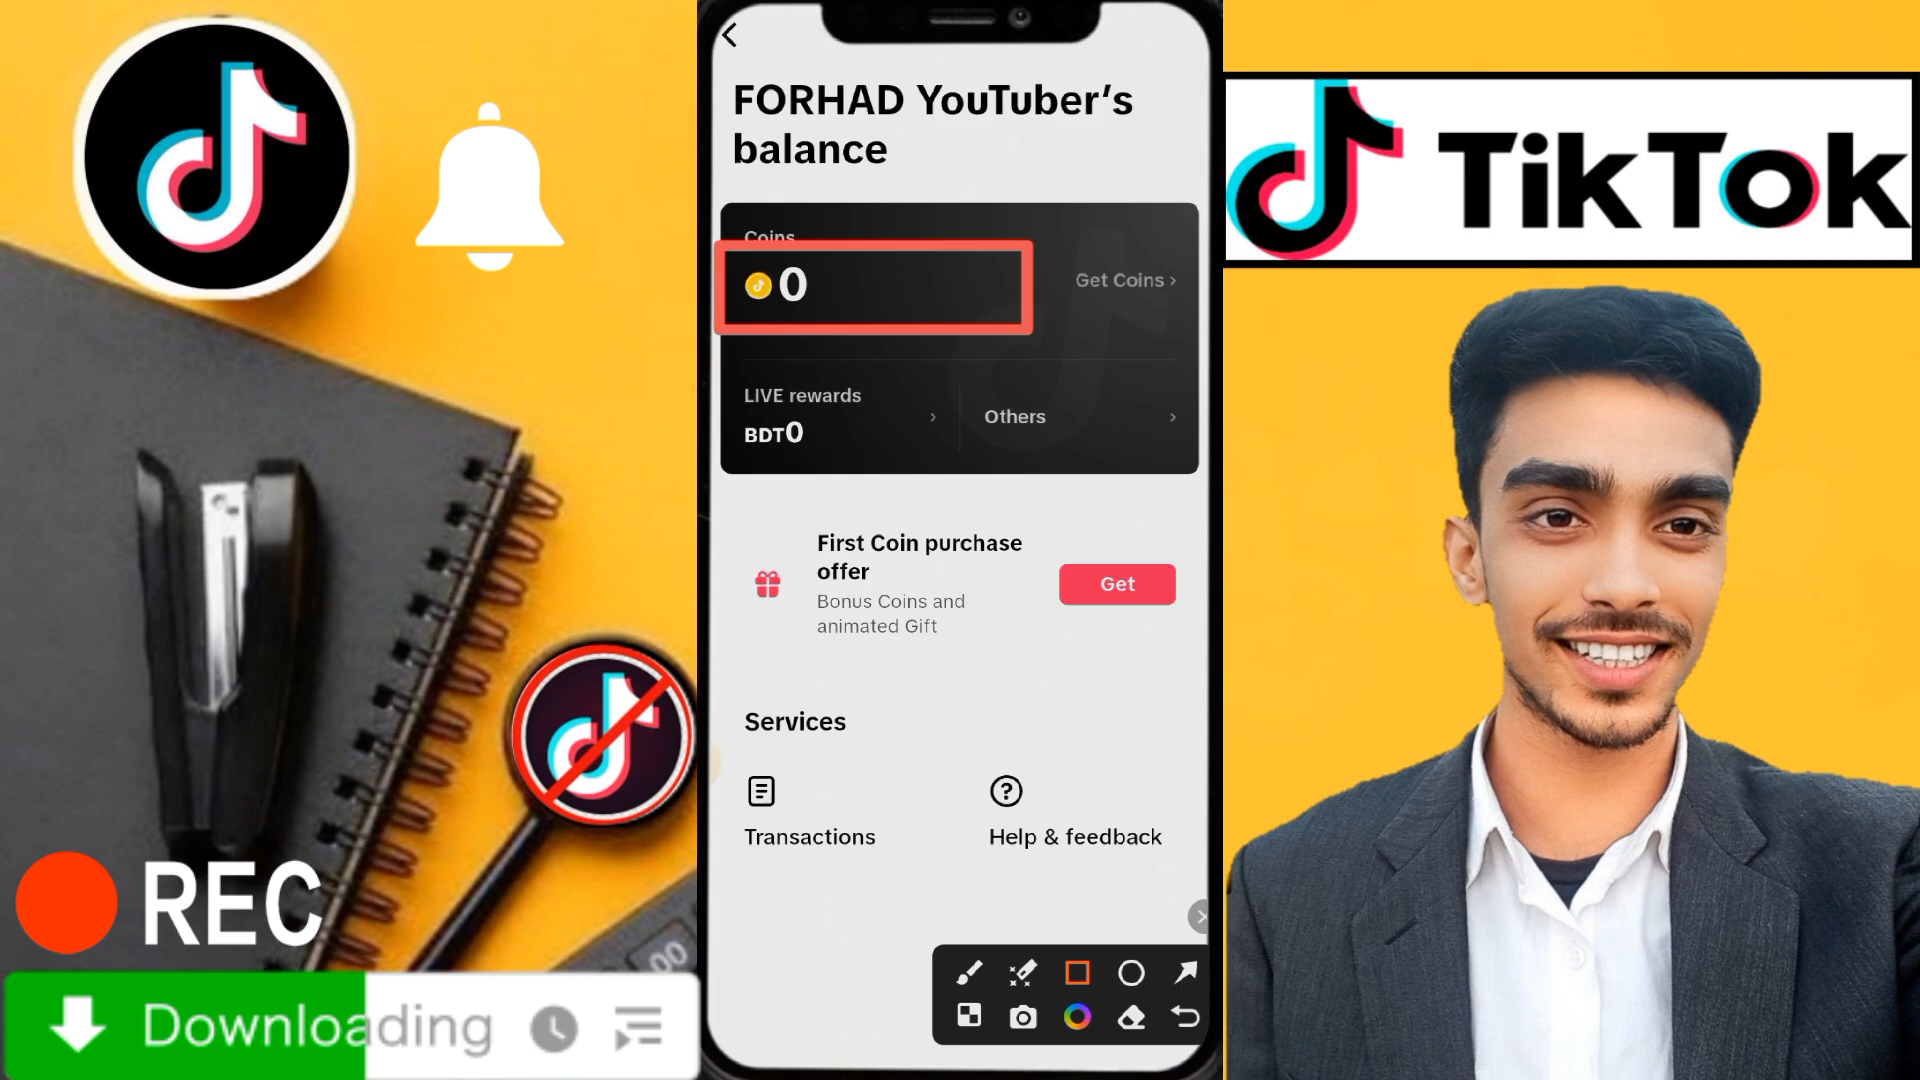 FORHAD YouTuber’s
balance
Coins
0
Get Coins ›
LIVE rewards
BDT0
Others
First Coin purchase
offer
Get
Bonus Coins and
animated Gift
Services
Transactions
Help & feedback
TikTok
REC
00
Downloading